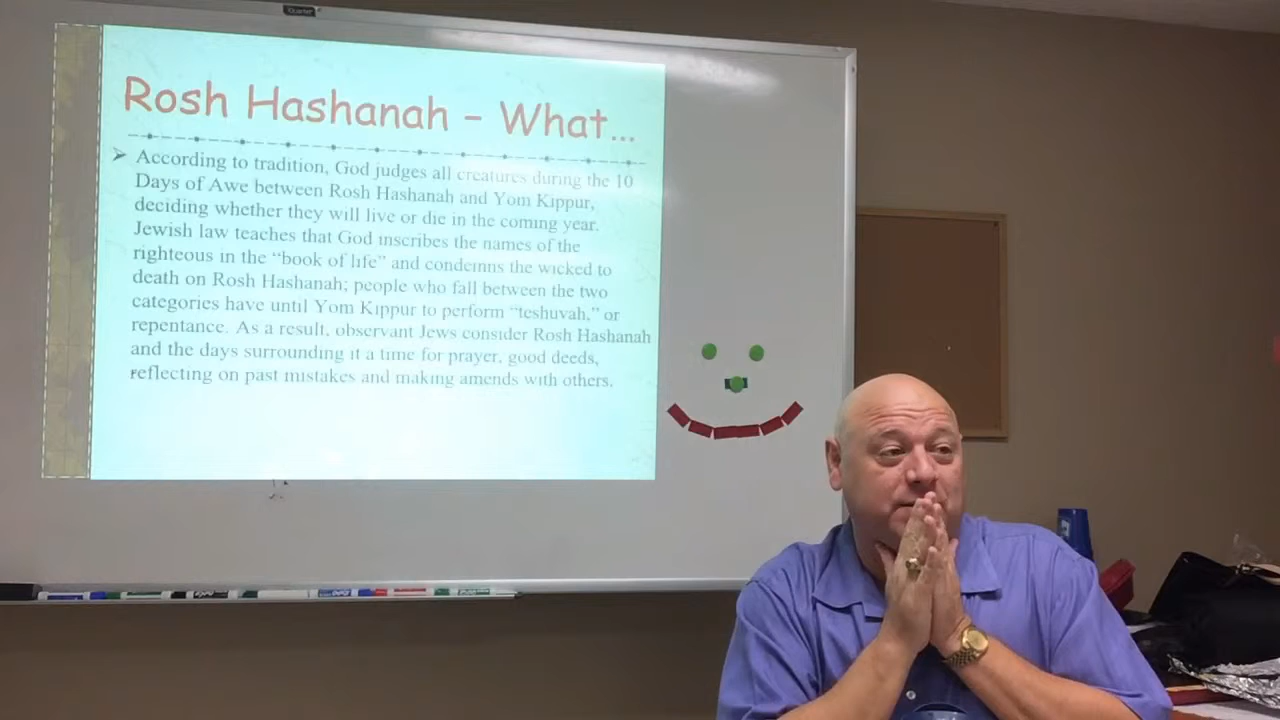 Quartet
Rosh Hashanah – What...
➤ According to tradition, God judges all creatures during the 10
Days of Awe between Rosh Hashanah and Yom Kippur,
deciding whether they will live or die in the coming year.
Jewish law teaches that God inscribes the names of the
righteous in the “book of life” and condemns the wicked to
death on Rosh Hashanah; people who fall between the two
categories have until Yom Kippur to perform “teshuvah,” or
repentance. As a result, observant Jews consider Rosh Hashanah
and the days surrounding it a time for prayer, good deeds,
reflecting on past mistakes and making amends with others.